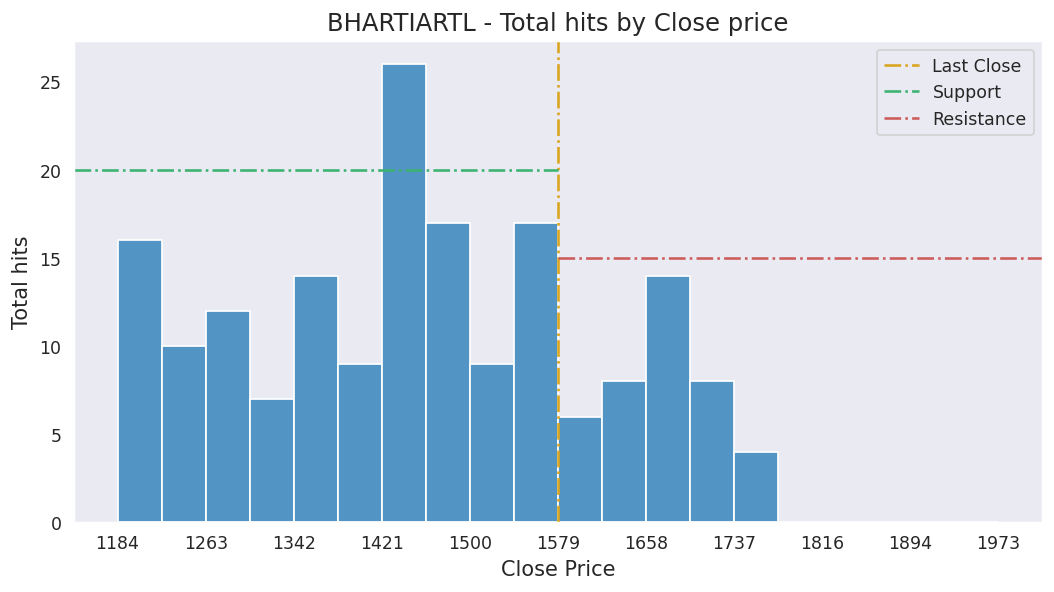 BHARTIARTL - Total hits by Close price
Last Close
Support
Resistance
25
20
15
10
5
0
Total hits
1184 1263 1342 1421 1500 1579 1658 1737 1816 1894 1973
Close Price